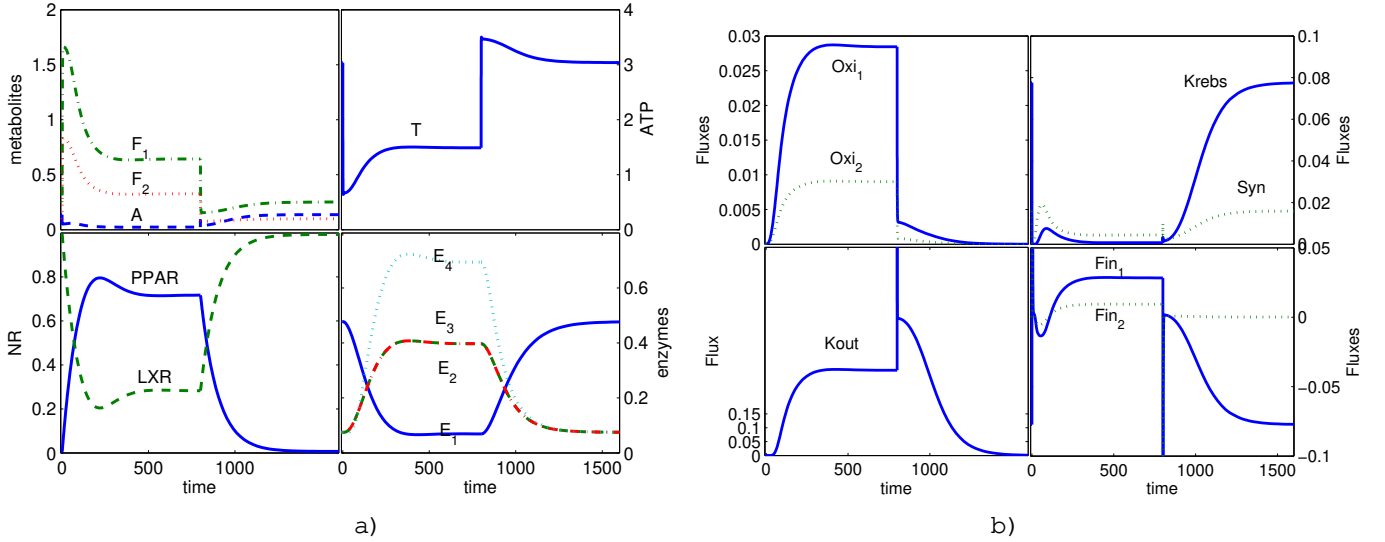 2
1.5
1
0.5
0
metabolites
F1
F2
A
4
3
2
1
0
ATP
T
0.8
0.6
0.4
0.2
0
NR
PPAR
LXR
0 500 1000
time
E4
E3
E2
E1
0.6
0.4
0.2
0
enzymes
0 500 1000 1500
time
a)
0.03
0.025
0.02
0.015
0.01
0.005
0
Fluxes
Oxi1
Oxi2
0.1
0.08
0.06
0.04
0.02
0
Fluxes
Krebs
Syn
0.15
0.05
0
Flux
Kout
0 500 1000
time
Fin1
Fin2
0.05
0
−0.05
−0.1
Fluxes
0 500 1000 1500
time
b)